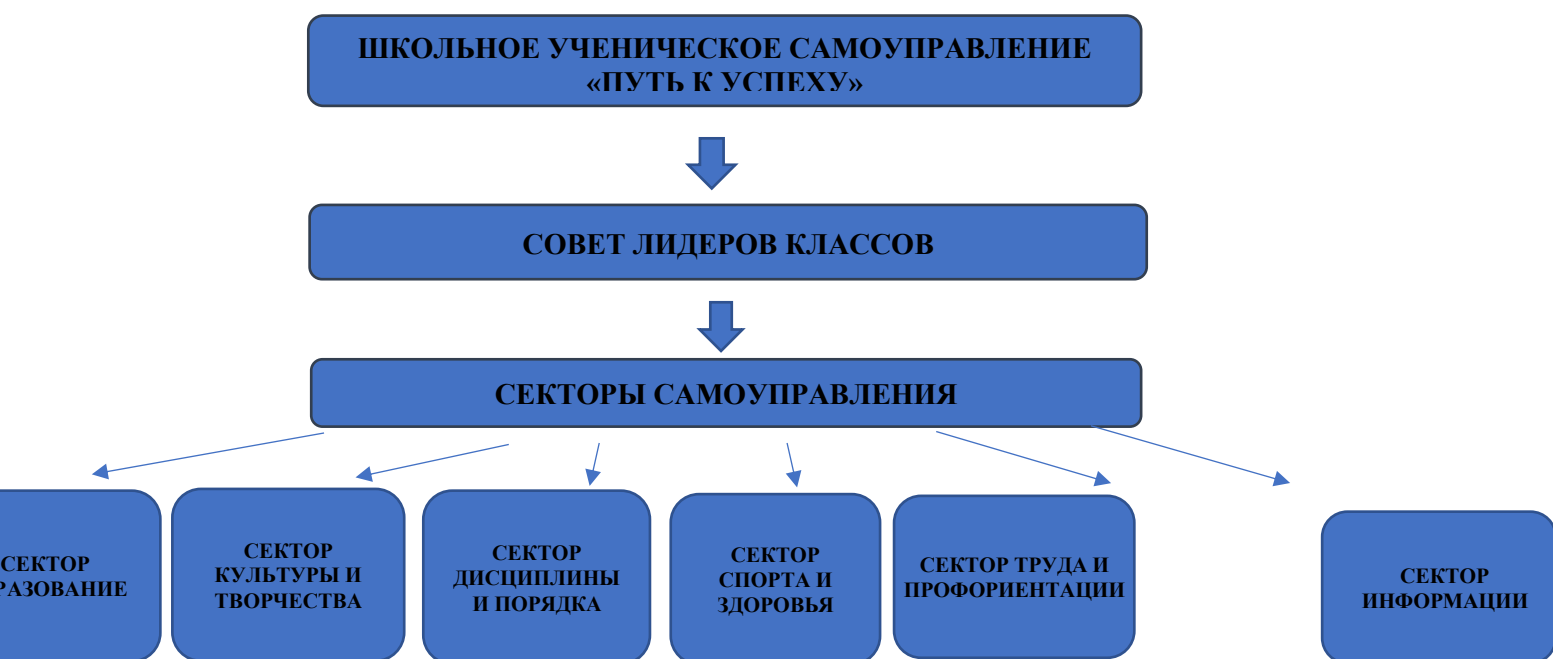 ШКОЛЬНОЕ УЧЕНИЧЕСКОЕ САМОУПРАВЛЕНИЕ
«ПУТЬ К УСПЕХУ»
СОВЕТ ЛИДЕРОВ КЛАССОВ
СЕКТОРЫ САМОУПРАВЛЕНИЯ
СЕКТОР
РАЗОВАНИЕ
СЕКТОР
КУЛЬТУРЫ И
ТВОРЧЕСТВА
СЕКТОР
ДИСЦИПЛИНЫ
И ПОРЯДКА
СЕКТОР
СПОРТА И
ЗДОРОВЬЯ
СЕКТОР ТРУДА И
ПРОФОРИЕНТАЦИИ
СЕКТОР
ИНФОРМАЦИИ